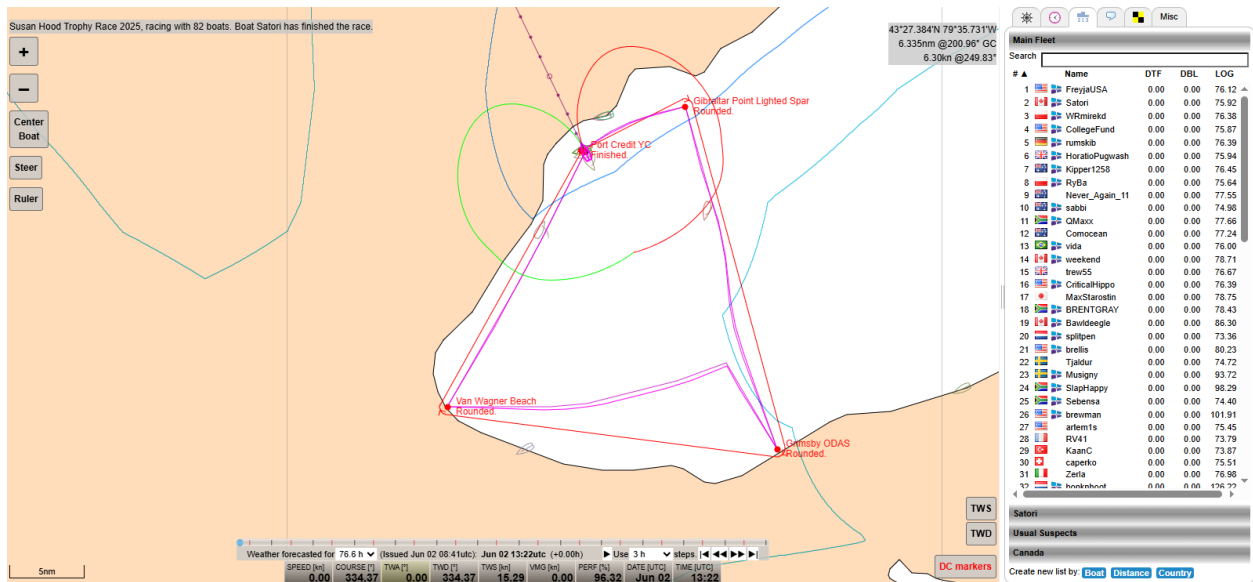 Susan Hood Trophy Race 2025, racing with 82 boats. Boat Satori has finished the race.
+
−
Center
Boat
Steer
Ruler
43°27.384'N 79°35.731'W
6.335nm @200.96° GC
6.30kn @249.83°
Gibraltar Point Lighted Spar
Rounded.
Port Credit YC
Finished.
Van Wagner Beach
Rounded.
Gamsby ODAS
Rounded.
5nm
TWS
TWD
DC markers
Weather forecasted for 76.6 h (Issued Jun 02 08:41utc): Jun 02 13:22utc (+0.00h) Use 3 h steps.
SPEED [kn] COURSE [°] TWA [°] TWD [°] TWS [kn] VMG [kn] PERF [%] DATE [UTC] TIME [UTC]
0.00 334.37 0.00 334.37 15.29 0.00 96.32 Jun 02 13:22
Misc
Main Fleet
Search
# ▲ Name DTF DBL LOG
1 FreyjaUSA 0.00 0.00 76.12
2 Satori 0.00 0.00 75.92
3 WRmirekd 0.00 0.00 76.38
4 CollegeFund 0.00 0.00 75.87
5 rumskib 0.00 0.00 76.39
6 HoratioPugwash 0.00 0.00 75.94
7 Kipper1258 0.00 0.00 76.45
8 RyBa 0.00 0.00 75.64
9 Never_Again_11 0.00 0.00 77.55
10 sabbi 0.00 0.00 74.98
11 QMaxx 0.00 0.00 77.66
12 Comocean 0.00 0.00 77.24
13 vida 0.00 0.00 76.00
14 weekend 0.00 0.00 78.71
15 trew55 0.00 0.00 76.67
16 CriticalHippo 0.00 0.00 76.39
17 MaxStarostin 0.00 0.00 78.75
18 BRENTGRAY 0.00 0.00 78.43
19 Bawldeegle 0.00 0.00 86.30
20 splitpen 0.00 0.00 73.36
21 brellis 0.00 0.00 80.23
22 Tjaldur 0.00 0.00 74.72
23 Musigny 0.00 0.00 93.72
24 SlapHappy 0.00 0.00 98.29
25 Sebensa 0.00 0.00 74.40
26 brewman 0.00 0.00 101.91
27 artem1s 0.00 0.00 75.45
28 RV41 0.00 0.00 73.79
29 KaanC 0.00 0.00 73.87
30 caperko 0.00 0.00 75.51
31 Zerla 0.00 0.00 76.98
32 0.00 0.00 126.22
Satori
Usual Suspects
Canada
Create new list by: Boat Distance Country